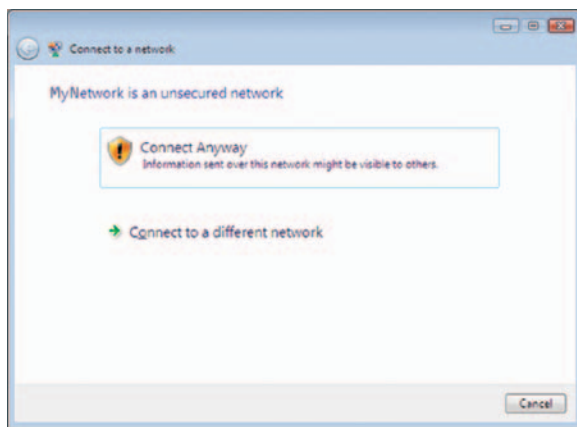 Connect to a network
MyNetwork is an unsecured network
Connect Anyway
Information sent over this network might be visible to others.
Connect to a different network
Cancel